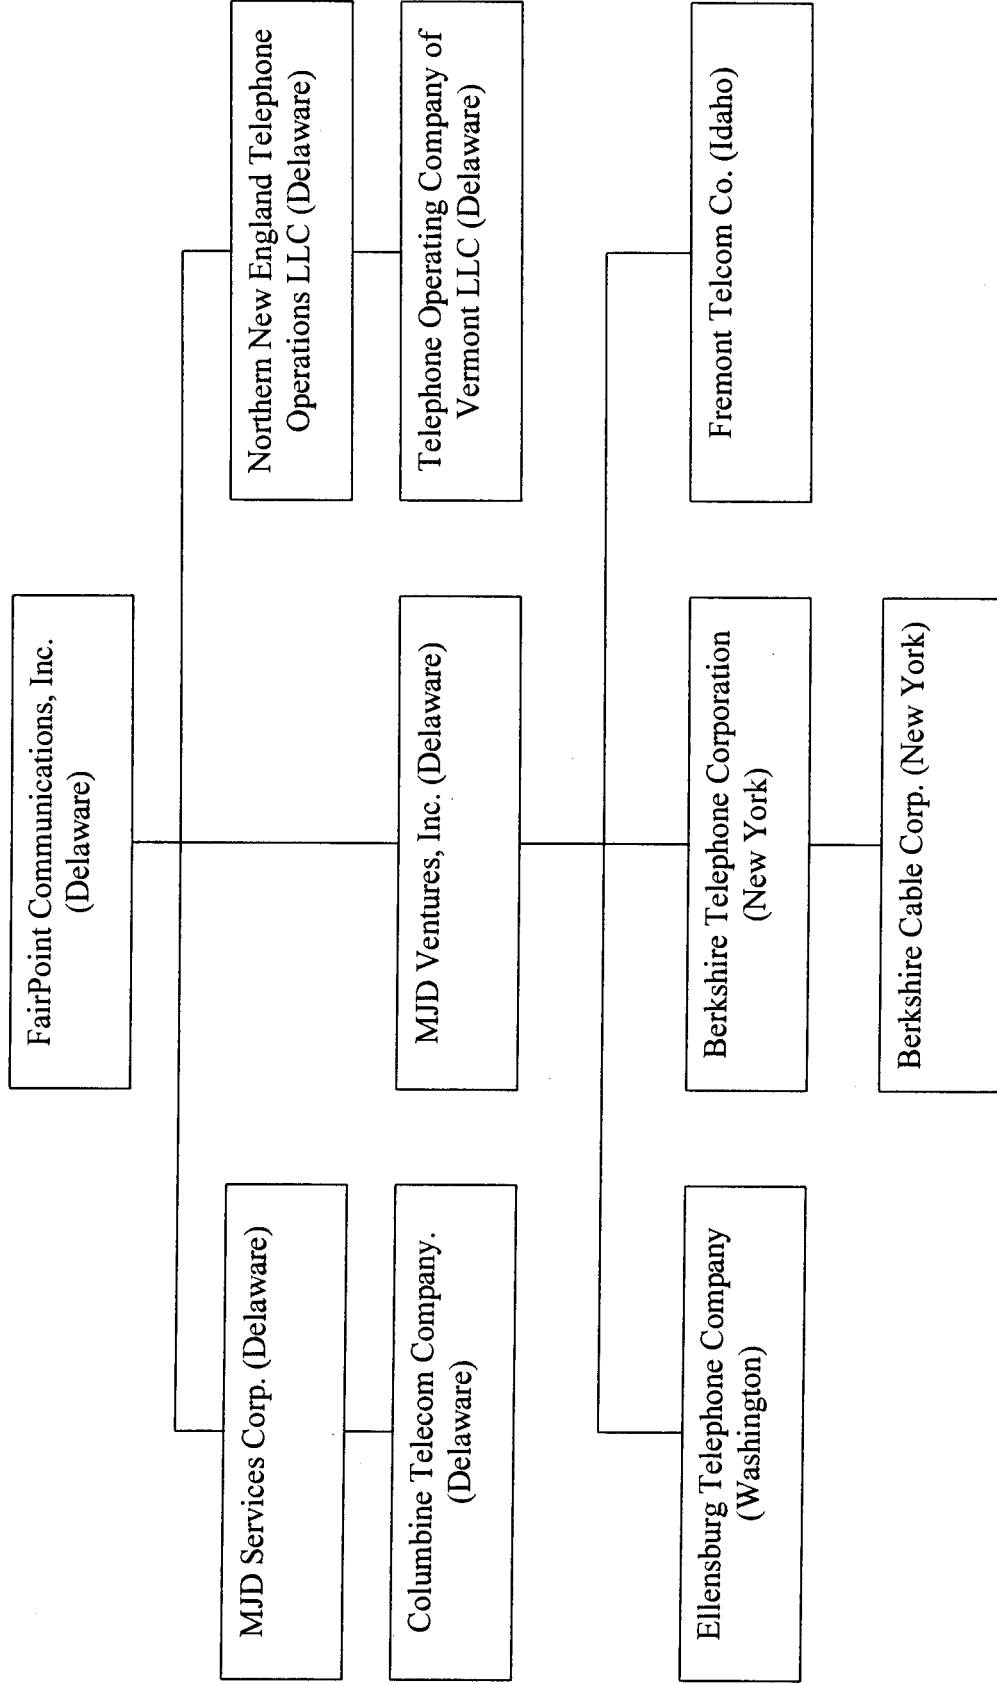 FairPoint Communications, Inc.
(Delaware)
MJD Services Corp. (Delaware)
Northern New England Telephone
Operations LLC (Delaware)
Columbine Telecom Company.
(Delaware)
MJD Ventures, Inc. (Delaware)
Telephone Operating Company of
Vermont LLC (Delaware)
Ellensburg Telephone Company
(Washington)
Berkshire Telephone Corporation
(New York)
Fremont Telcom Co. (Idaho)
Berkshire Cable Corp. (New York)